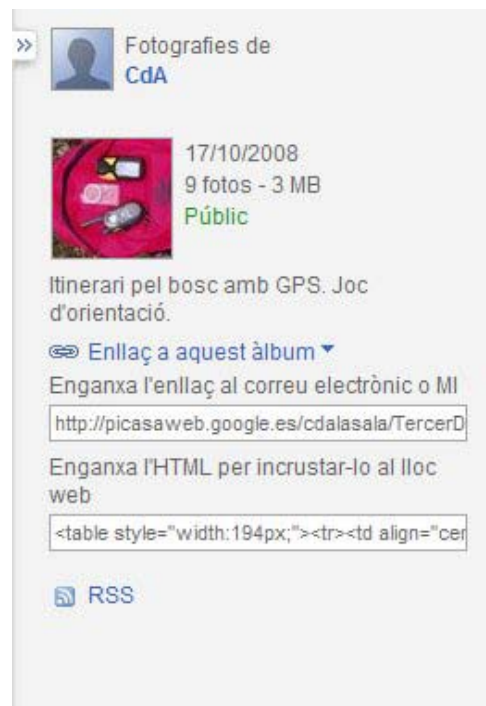 Fotografies de
CdA
17/10/2008
9 fotos - 3 MB
Públic
Itinerari pel bosc amb GPS. Joc
d'orientació.
Enllaç a aquest àlbum
Enganxa l'enllaç al correu electrònic o MI
http://picasaweb.google.es/cdalasala/TercerD
Enganxa l'HTML per incrustar-lo al lloc
web
<table style="width:194px;"><tr><td align="cer
RSS